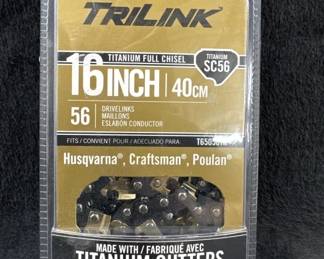 TRILINK
TITANIUM FULL CHISEL
16 INCH | 40CM
TITANIUM
SC56
56
DRIVELINKS
MAILLONS
ESLABÓN CONDUCTOR
FITS / CONVIENT POUR / ADECUADO PARA
Husqvarna®, Craftsman®, Poulan®
MADE WITH / FABRIQUÉ AVEC
TITANIUM CUTTERS